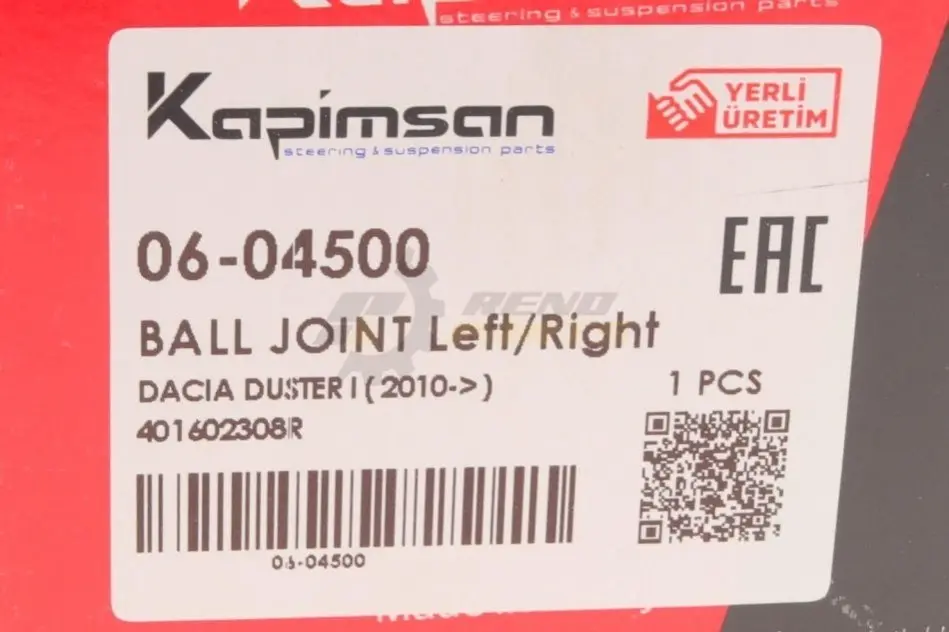 steering & suspension parts
Kapimsan
steering & suspension parts
YERLİ
ÜRETİM
06-04500
EAC
RENO
BALL JOINT Left/Right
DACIA DUSTER I ( 2010-> )
1 PCS
401602308R
06-04500